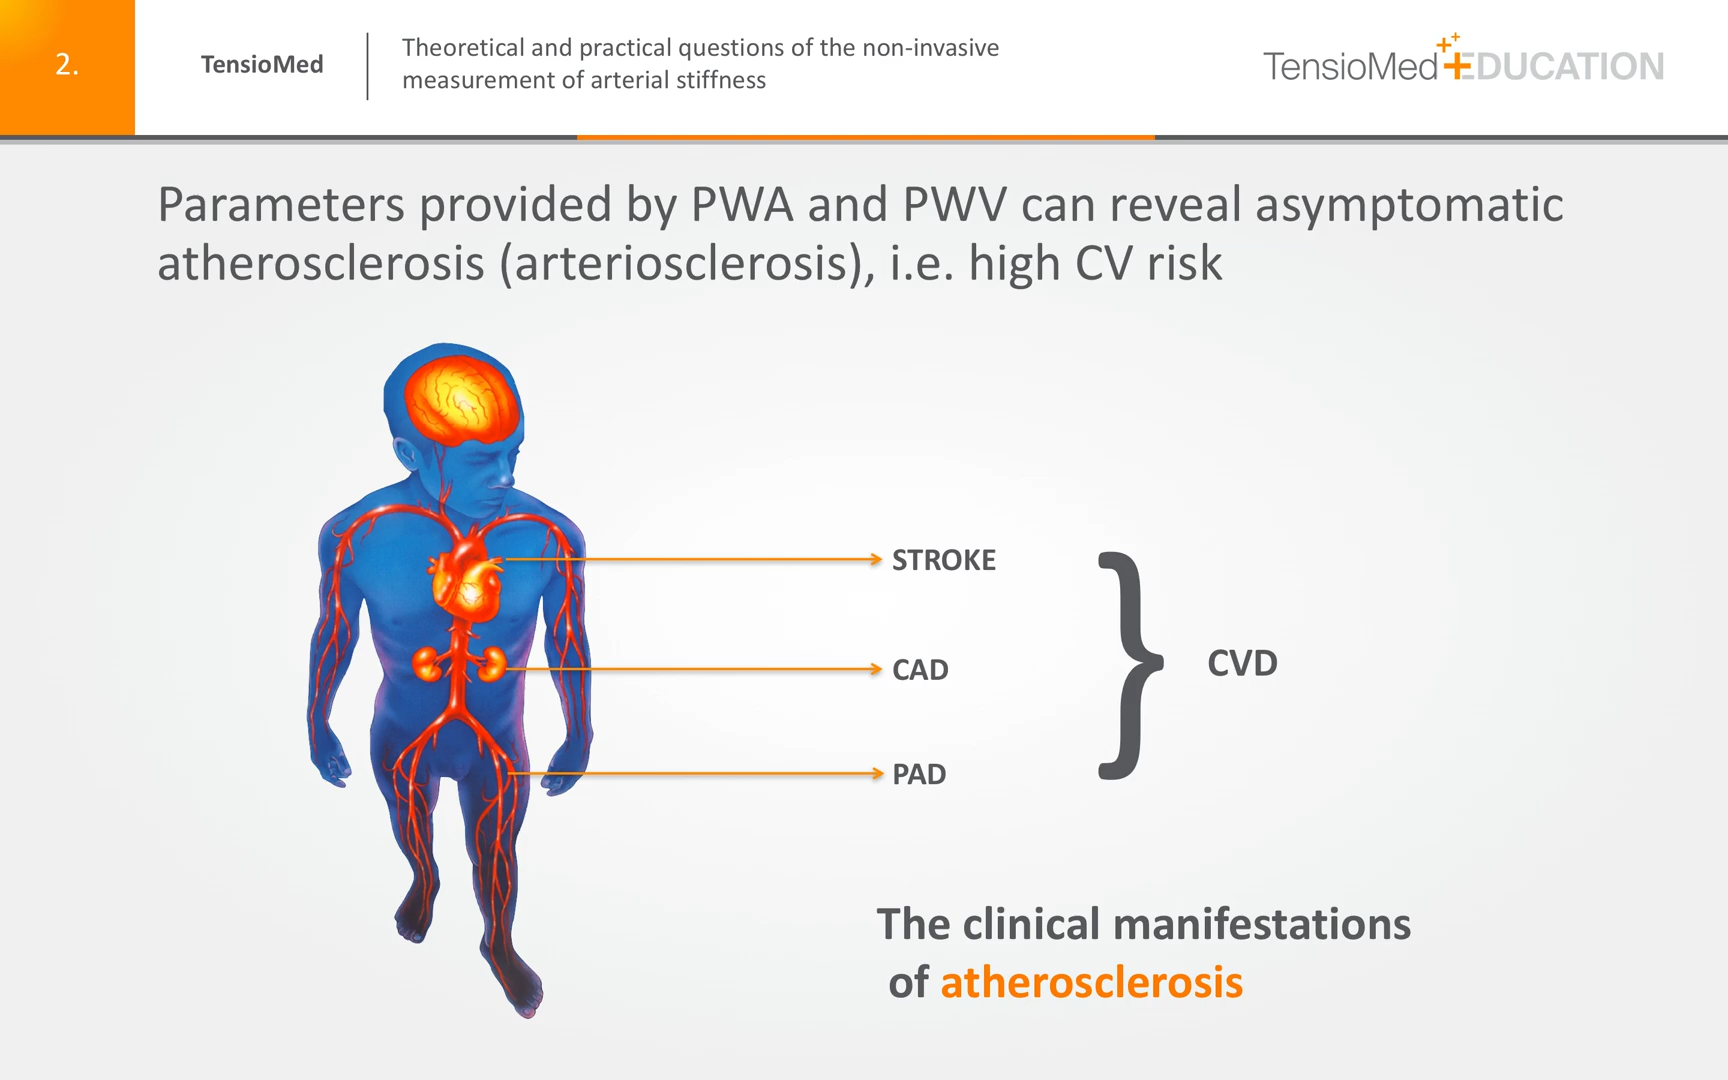 2.
TensioMed
Theoretical and practical questions of the non-invasive
measurement of arterial stiffness
TensioMed EDUCATION
Parameters provided by PWA and PWV can reveal asymptomatic
atherosclerosis (arteriosclerosis), i.e. high CV risk
STROKE
CAD
PAD
CVD
The clinical manifestations
of atherosclerosis